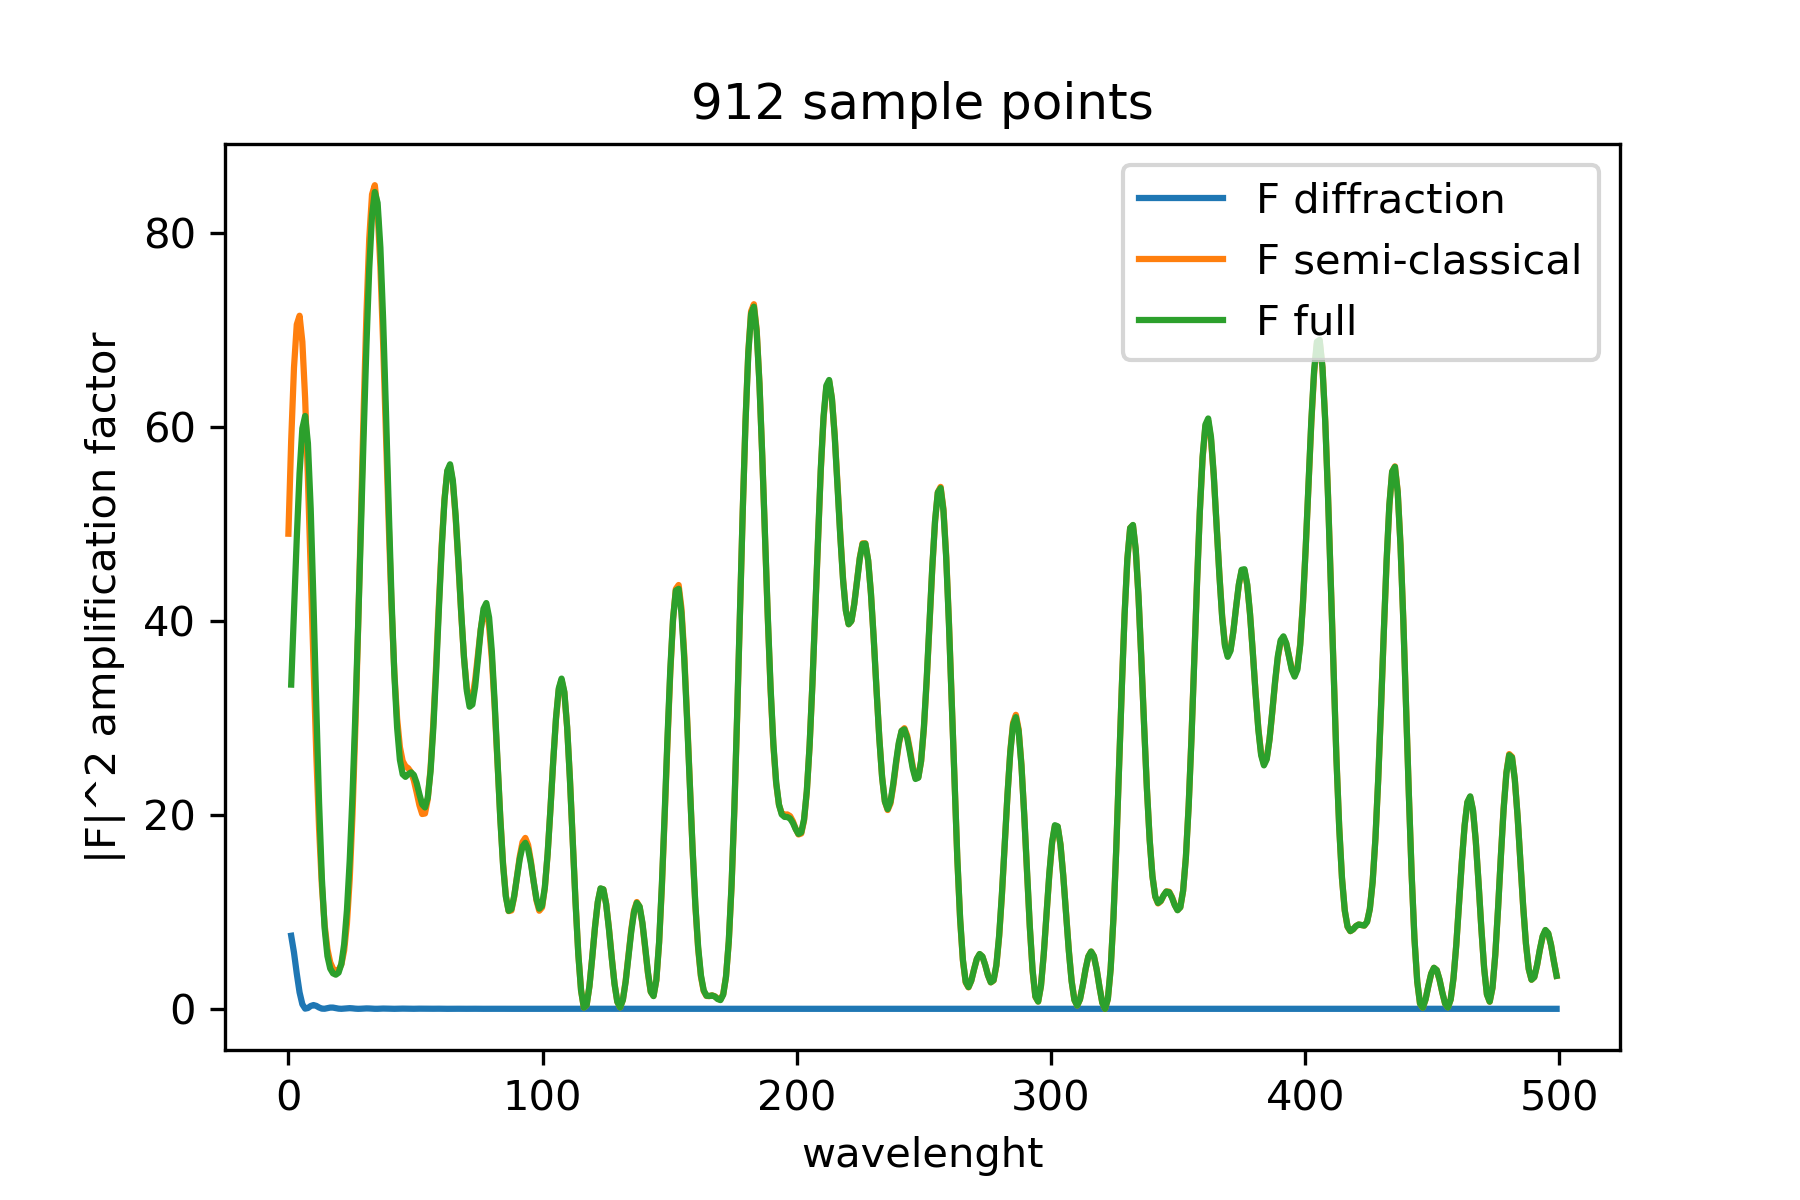 912 sample points
F diffraction
F semi-classical
F full
|F|^2 amplification factor
80
60
40
20
0
0 100 200 300 400 500
wavelenght